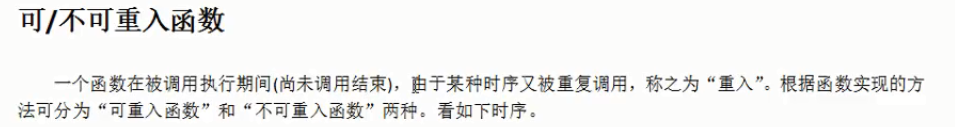 可/不可重入函数
一个函数在被调用执行期间(尚未调用结束)，由于某种时序又被重复调用，称之为“重入”。根据函数实现的方
法可分为“可重入函数”和“不可重入函数”两种。看如下时序。